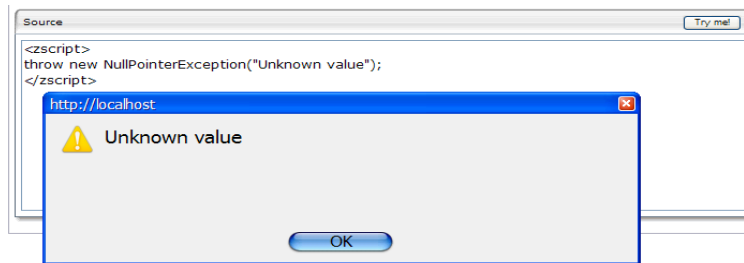 Source
Try me!
<zscript>
throw new NullPointerException("Unknown value");
</zscript>
http://localhost
Unknown value
OK